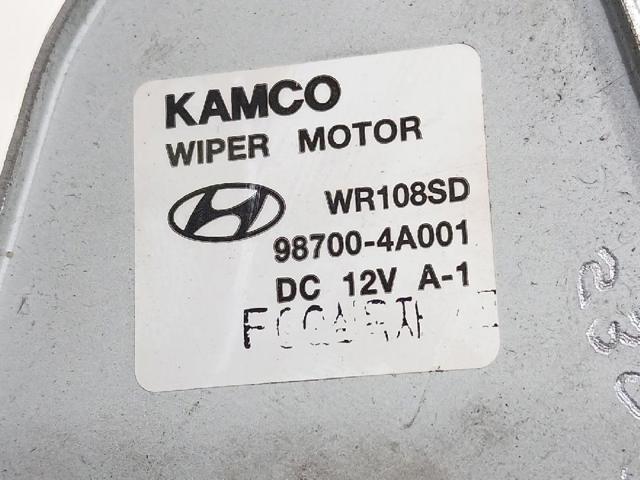 KAMCO
WIPER MOTOR
WR108SD
98700-4A001
DC 12V A-1